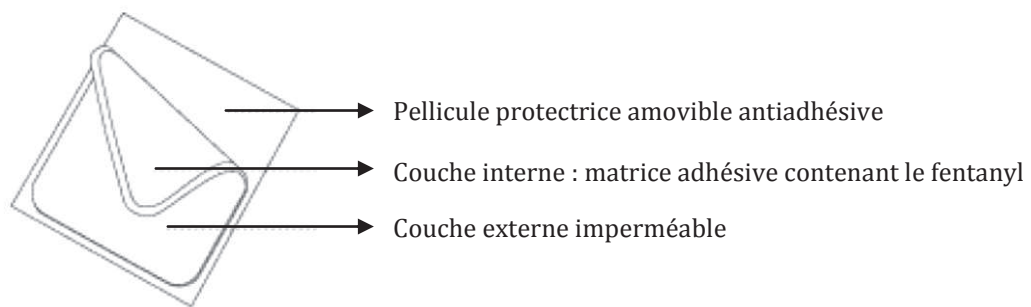 Pellicule protectrice amovible antiadhésive
Couche interne : matrice adhésive contenant le fentanyl
Couche externe imperméable